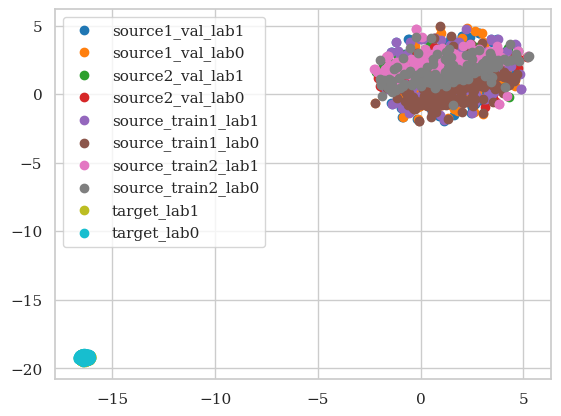 5
0
−5
−10
−15
−20
−15
−10
−5
0
5
source1_val_lab1
source1_val_lab0
source2_val_lab1
source2_val_lab0
source_train1_lab1
source_train1_lab0
source_train2_lab1
source_train2_lab0
target_lab1
target_lab0